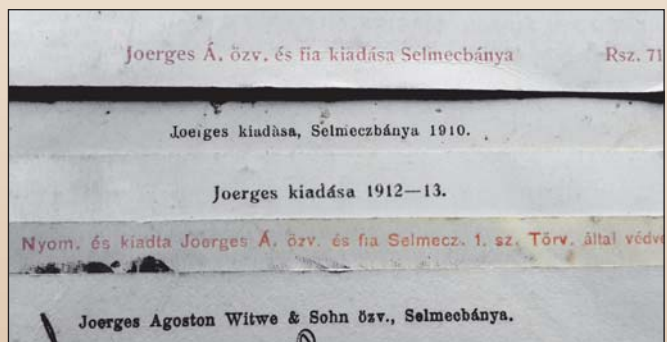 Joerges Á. özv. és fia kiadása Selmecbánya Rsz. 71
Joerges kiadása, Selmeczbánya 1910.
Joerges kiadása 1912—13.
Nyom. és kiadta Joerges Á. özv. és fia Selmecz. 1. sz. Törv. által védve
Joerges Agoston Witwe & Sohn özv., Selmecbánya.